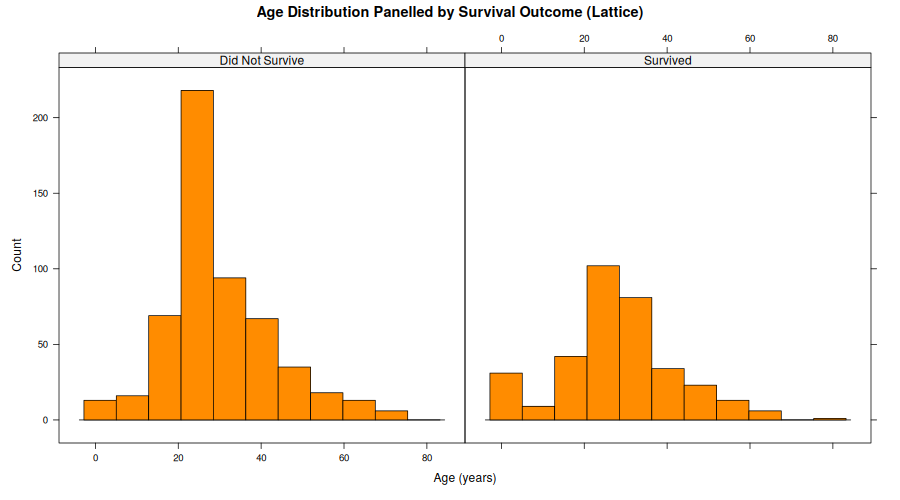 Age Distribution Panelled by Survival Outcome (Lattice)
0 20 40 60 80
Did Not Survive Survived
200
150
100
50
0
Count
0 20 40 60 80
Age (years)